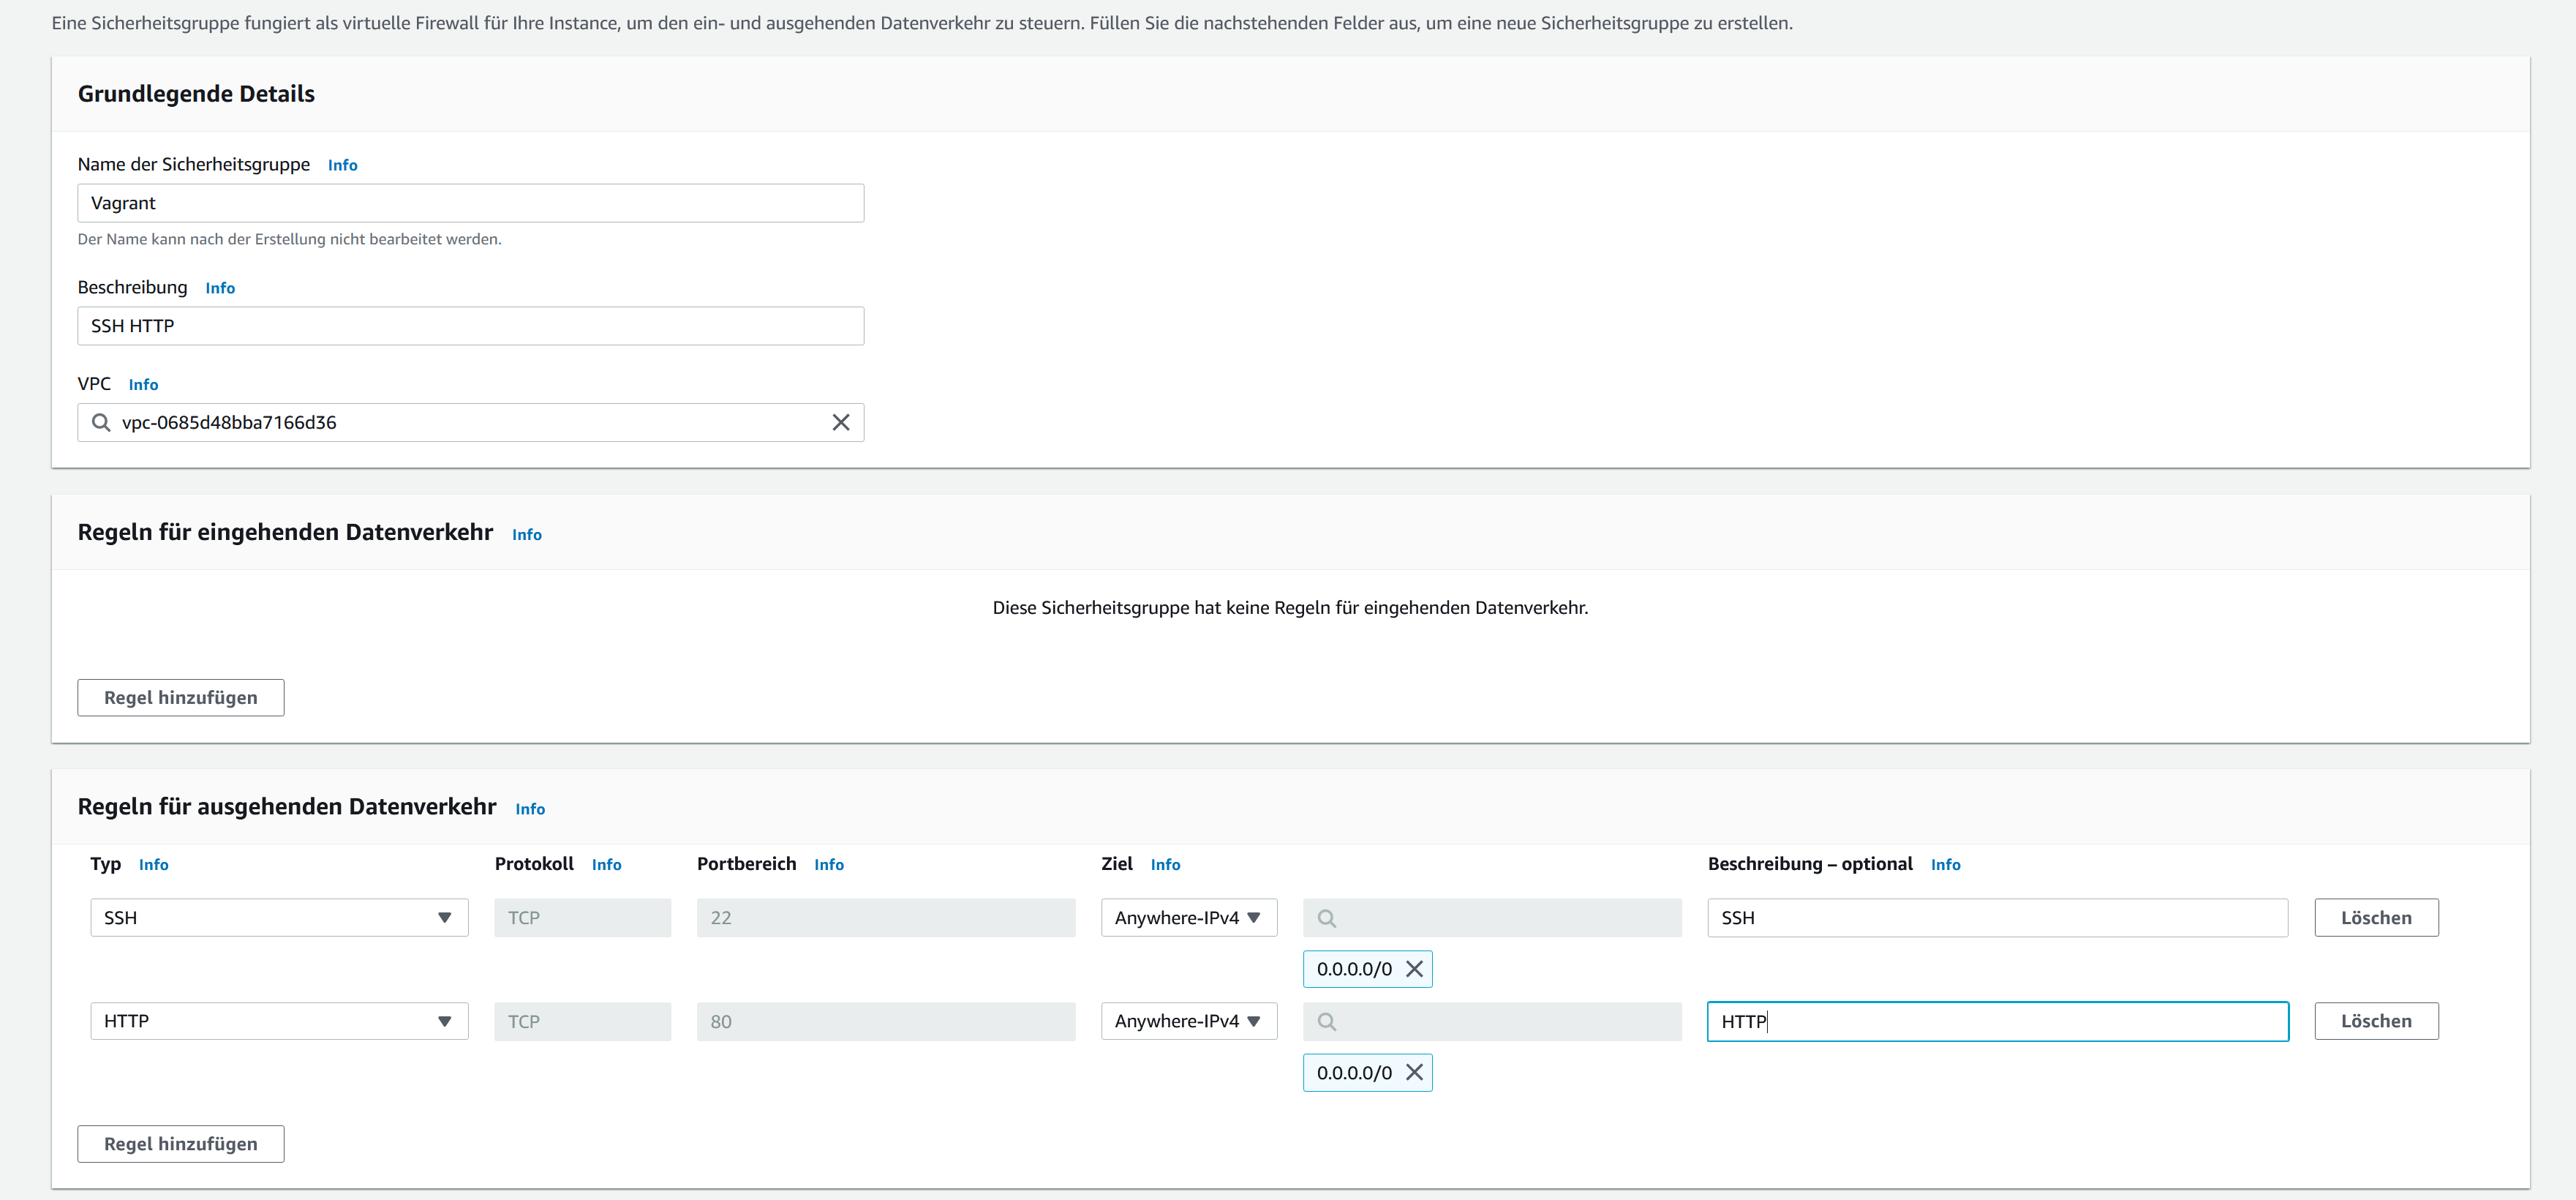 Eine Sicherheitsgruppe fungiert als virtuelle Firewall für Ihre Instance, um den ein- und ausgehenden Datenverkehr zu steuern. Füllen Sie die nachstehenden Felder aus, um eine neue Sicherheitsgruppe zu erstellen.
Grundlegende Details
Name der Sicherheitsgruppe Info
Vagrant
Der Name kann nach der Erstellung nicht bearbeitet werden.
Beschreibung Info
SSH HTTP
VPC Info
vpc-0685d48bba7166d36
Regeln für eingehenden Datenverkehr Info
Diese Sicherheitsgruppe hat keine Regeln für eingehenden Datenverkehr.
Regel hinzufügen
Regeln für ausgehenden Datenverkehr Info
Typ Info Protokoll Info Portbereich Info Ziel Info Beschreibung – optional Info
SSH TCP 22 Anywhere-IPv4 SSH Löschen
0.0.0.0/0
HTTP TCP 80 Anywhere-IPv4 HTTP Löschen
0.0.0.0/0
Regel hinzufügen